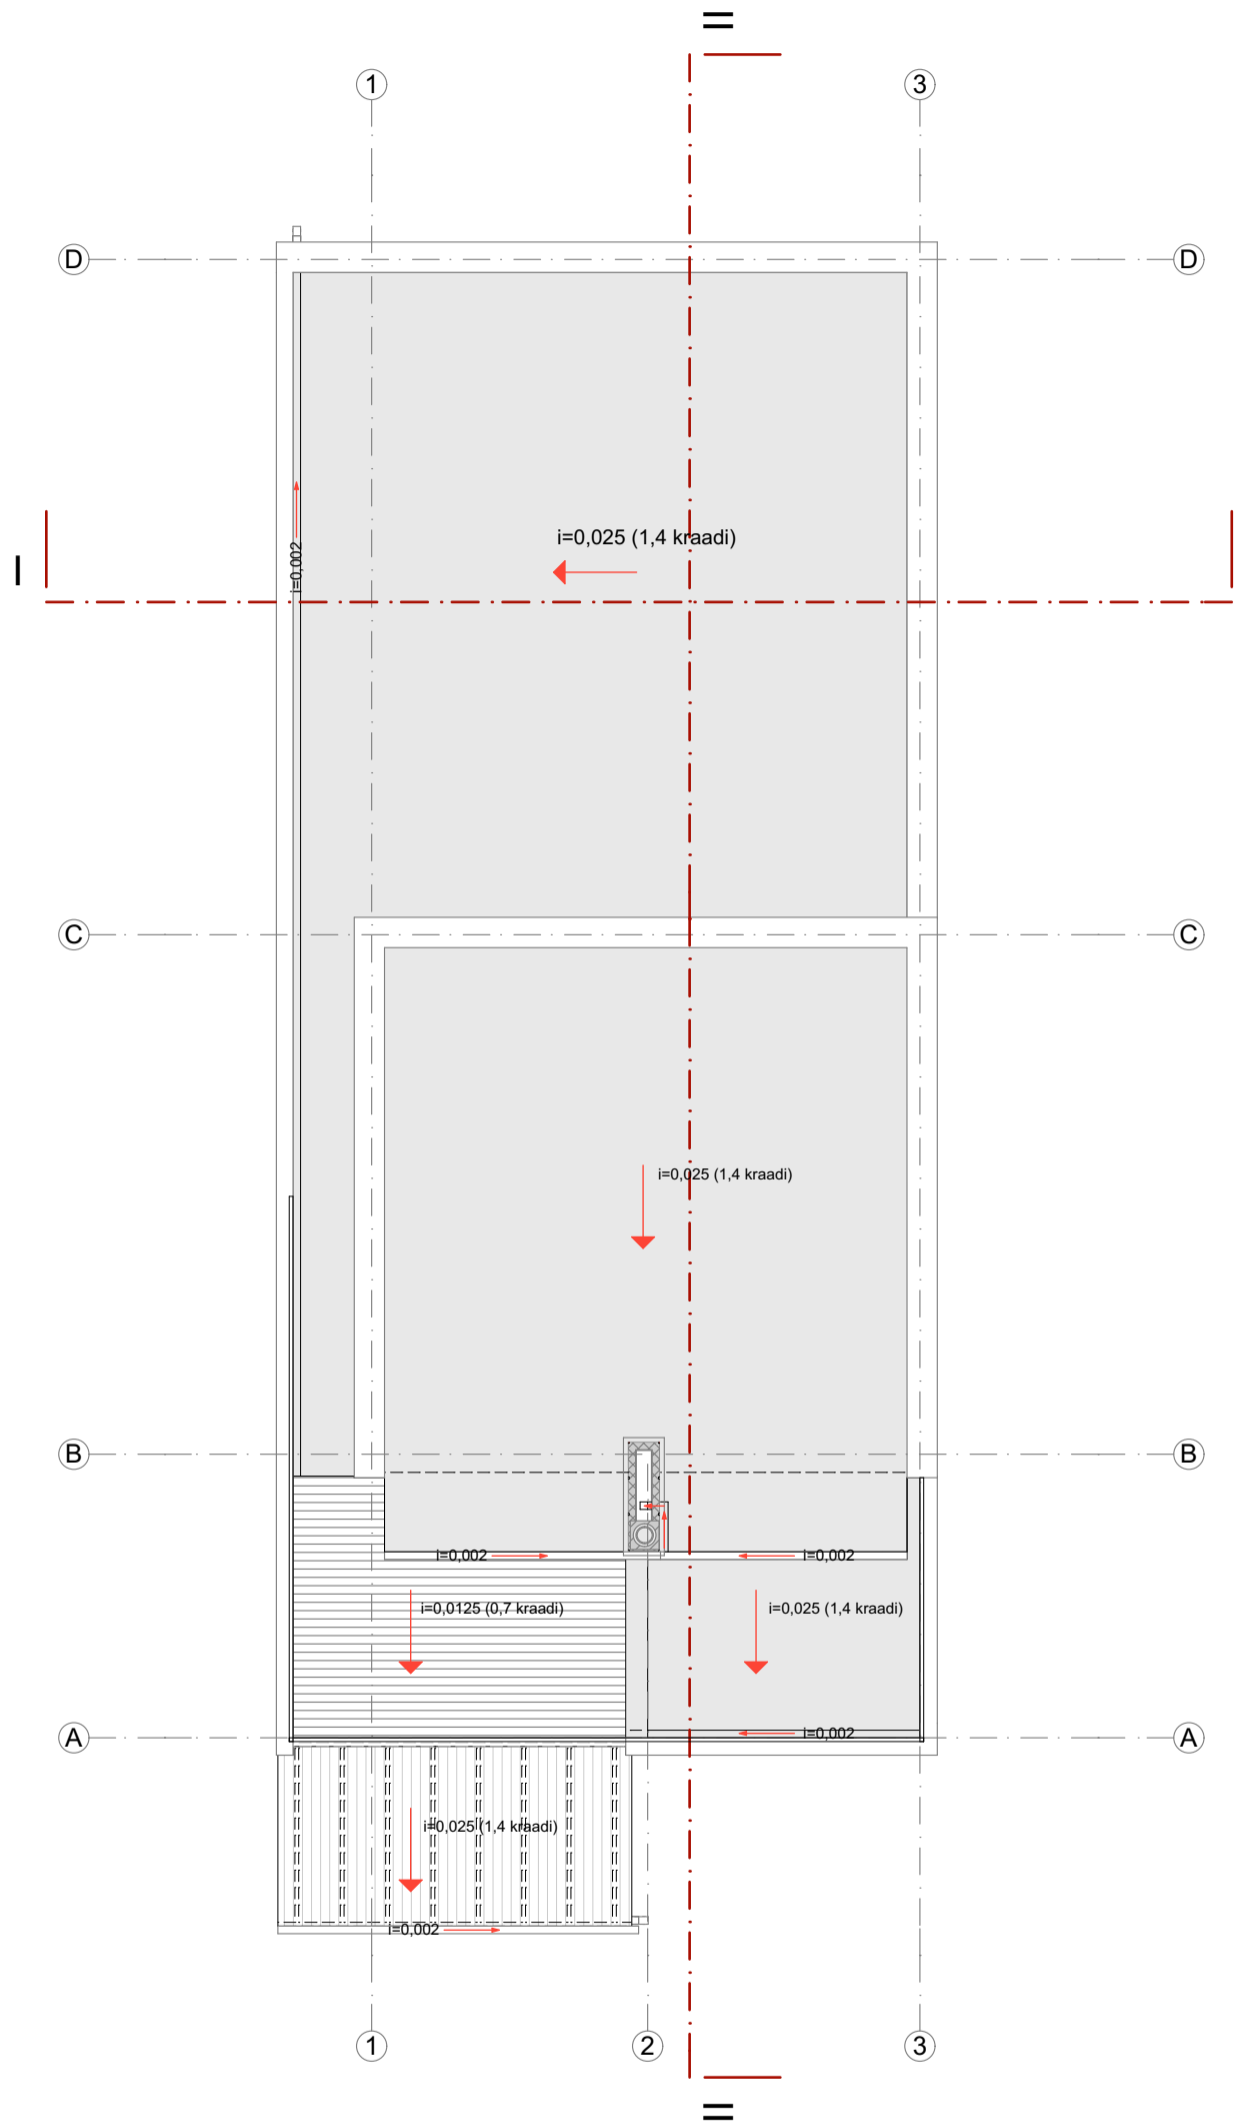 II
1
3
D
D
i=0,025 (1,4 kraadi)
i=0,002
I
C
C
i=0,025 (1,4 kraadi)
B
B
i=0,002
i=0,002
i=0,0125 (0,7 kraadi)
i=0,025 (1,4 kraadi)
A
i=0,002
A
i=0,025 (1,4 kraadi)
i=0,002
1
2
3
II